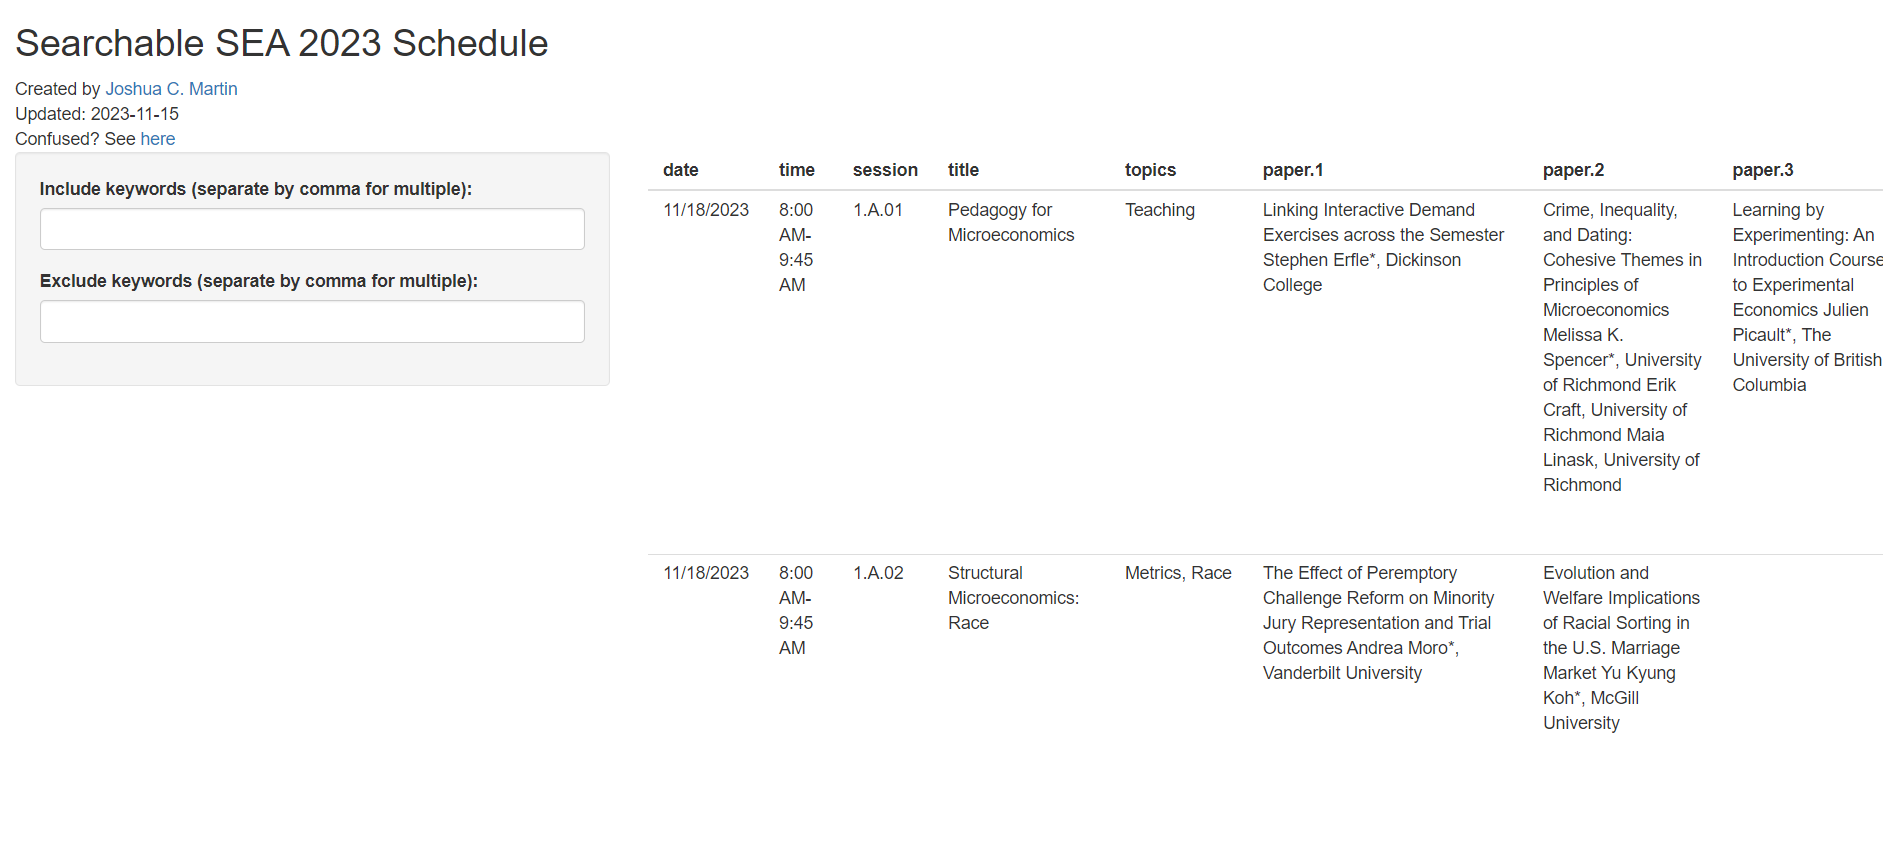 Searchable SEA 2023 Schedule
Created by Joshua C. Martin
Updated: 2023-11-15
Confused? See here
Include keywords (separate by comma for multiple):
Exclude keywords (separate by comma for multiple):
date time session title topics paper.1 paper.2 paper.3
11/18/2023
8:00
AM-
9:45
AM
1.A.01
Pedagogy for
Microeconomics
Teaching
Linking Interactive Demand
Exercises across the Semester
Stephen Erfle*, Dickinson
College
Crime, Inequality,
and Dating:
Cohesive Themes in
Principles of
Microeconomics
Melissa K.
Spencer*, University
of Richmond Erik
Craft, University of
Richmond Maia
Linask, University of
Richmond
Learning by
Experimenting: An
Introduction Course
to Experimental
Economics Julien
Picault*, The
University of British
Columbia
11/18/2023
8:00
AM-
9:45
AM
1.A.02
Structural
Microeconomics:
Race
Metrics, Race
The Effect of Peremptory
Challenge Reform on Minority
Jury Representation and Trial
Outcomes Andrea Moro*,
Vanderbilt University
Evolution and
Welfare Implications
of Racial Sorting in
the U.S. Marriage
Market Yu Kyung
Koh*, McGill
University